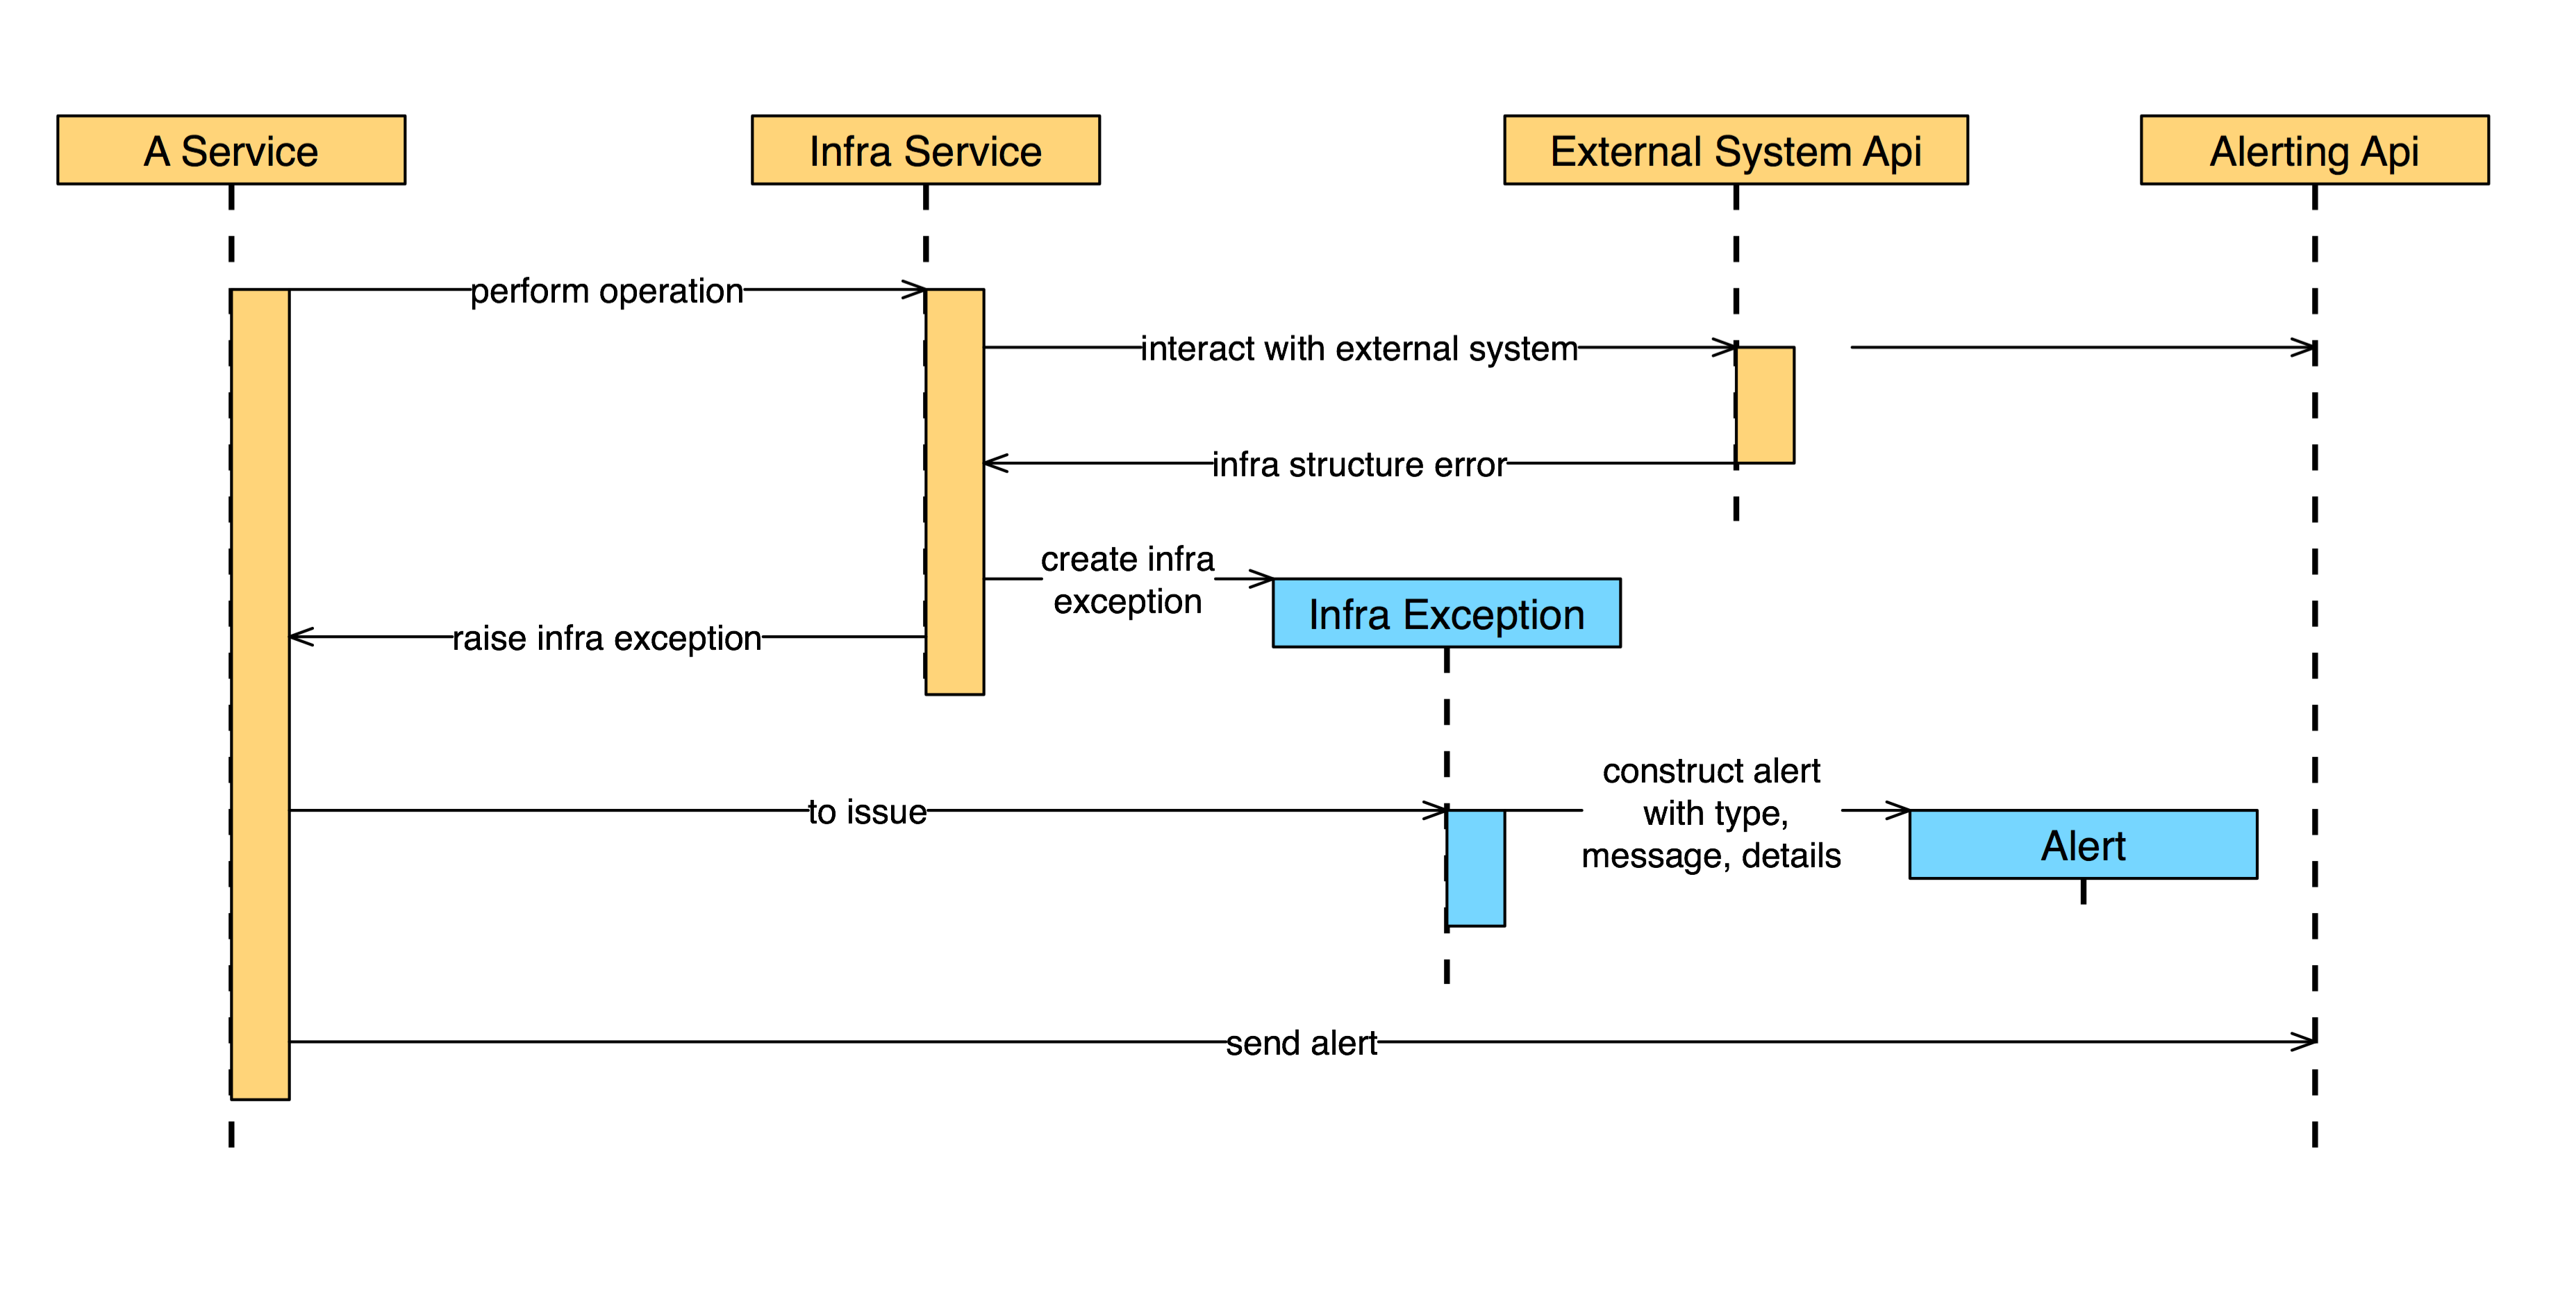 A Service
Infra Service
External System Api
Alerting Api
perform operation
interact with external system
infra structure error
create infra
exception
Infra Exception
raise infra exception
construct alert
with type,
message, details
to issue
Alert
send alert